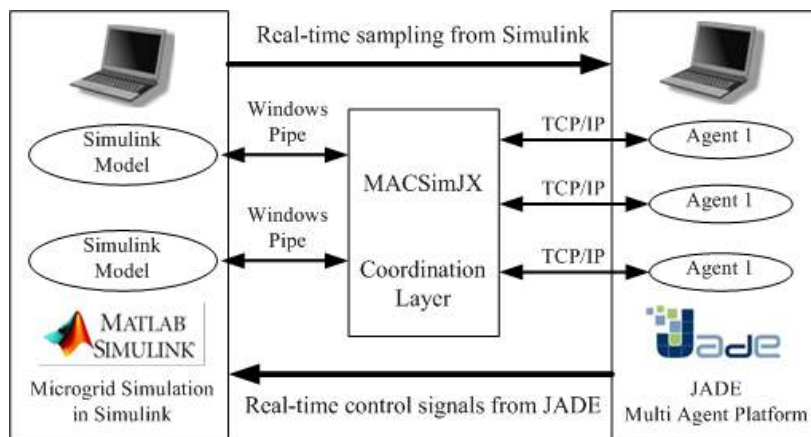 Real-time sampling from Simulink
Simulink
Model
Windows
Pipe
Simulink
Model
Windows
Pipe
MATLAB
SIMULINK
Microgrid Simulation
in Simulink
MACSimJX
Coordination
Layer
TCP/IP
Agent 1
TCP/IP
Agent 1
TCP/IP
Agent 1
Jade
JADE
Multi Agent Platform
Real-time control signals from JADE